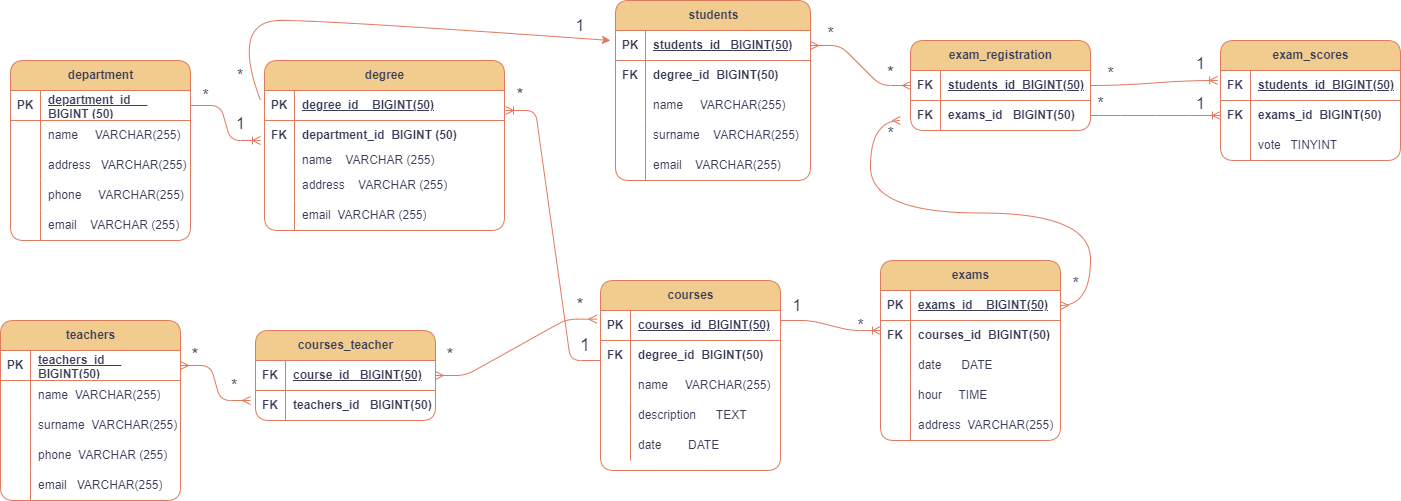 department
PK department_id BIGINT (50)
name VARCHAR(255)
address VARCHAR(255)
phone VARCHAR(255)
email VARCHAR (255)
*
1
degree
PK degree_id BIGINT(50)
FK department_id BIGINT (50)
name VARCHAR (255)
address VARCHAR (255)
email VARCHAR (255)
*
1
*
1
students
PK students_id BIGINT(50)
FK degree_id BIGINT(50)
name VARCHAR(255)
surname VARCHAR(255)
email VARCHAR(255)
*
*
exam_registration
FK students_id BIGINT(50)
FK exams_id BIGINT(50)
*
1
*
1
*
*
exam_scores
FK students_id BIGINT(50)
FK exams_id BIGINT(50)
vote TINYINT
teachers
PK teachers_id BIGINT(50)
name VARCHAR(255)
surname VARCHAR(255)
phone VARCHAR (255)
email VARCHAR(255)
*
*
courses_teacher
FK course_id BIGINT(50)
FK teachers_id BIGINT(50)
*
*
courses
PK courses_id BIGINT(50)
FK degree_id BIGINT(50)
name VARCHAR(255)
description TEXT
date DATE
1
*
exams
PK exams_id BIGINT(50)
FK courses_id BIGINT(50)
date DATE
hour TIME
address VARCHAR(255)